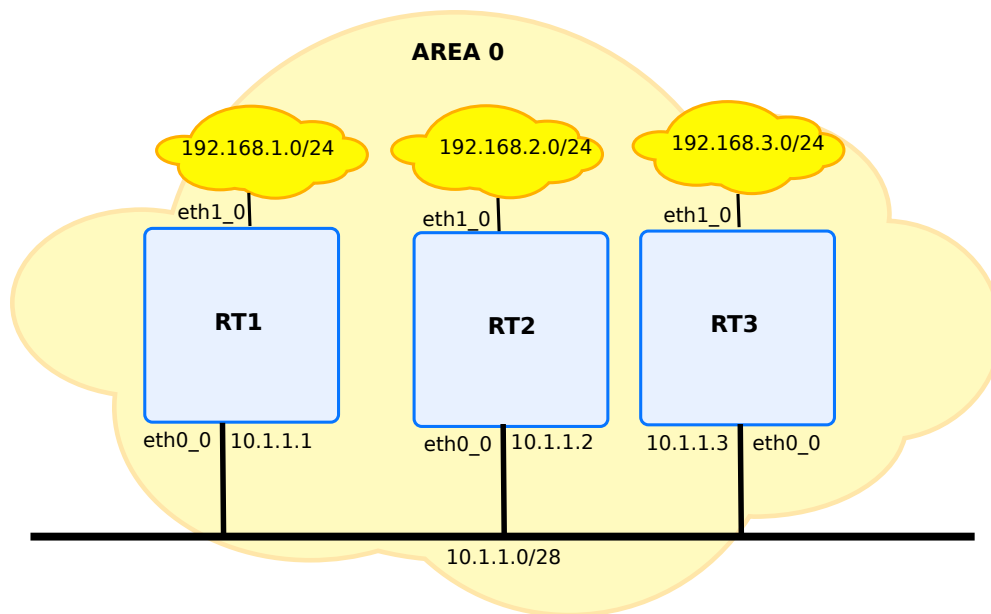 AREA 0
192.168.1.0/24
192.168.2.0/24
192.168.3.0/24
eth1_0
eth1_0
eth1_0
RT1
RT2
RT3
eth0_0
10.1.1.1
eth0_0
10.1.1.2
10.1.1.3
eth0_0
10.1.1.0/28